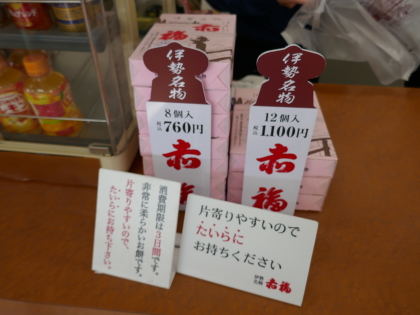 伊勢名物
8個入
税込760円
赤福
伊勢名物
12個入
税込1,100円
赤福
消費期限は3日間です。
非常に柔らかいお餅です。
片寄りやすいので、
たいらにお持ち下さい。
片寄りやすいので
たいらに
お持ちください
伊勢名物
赤福